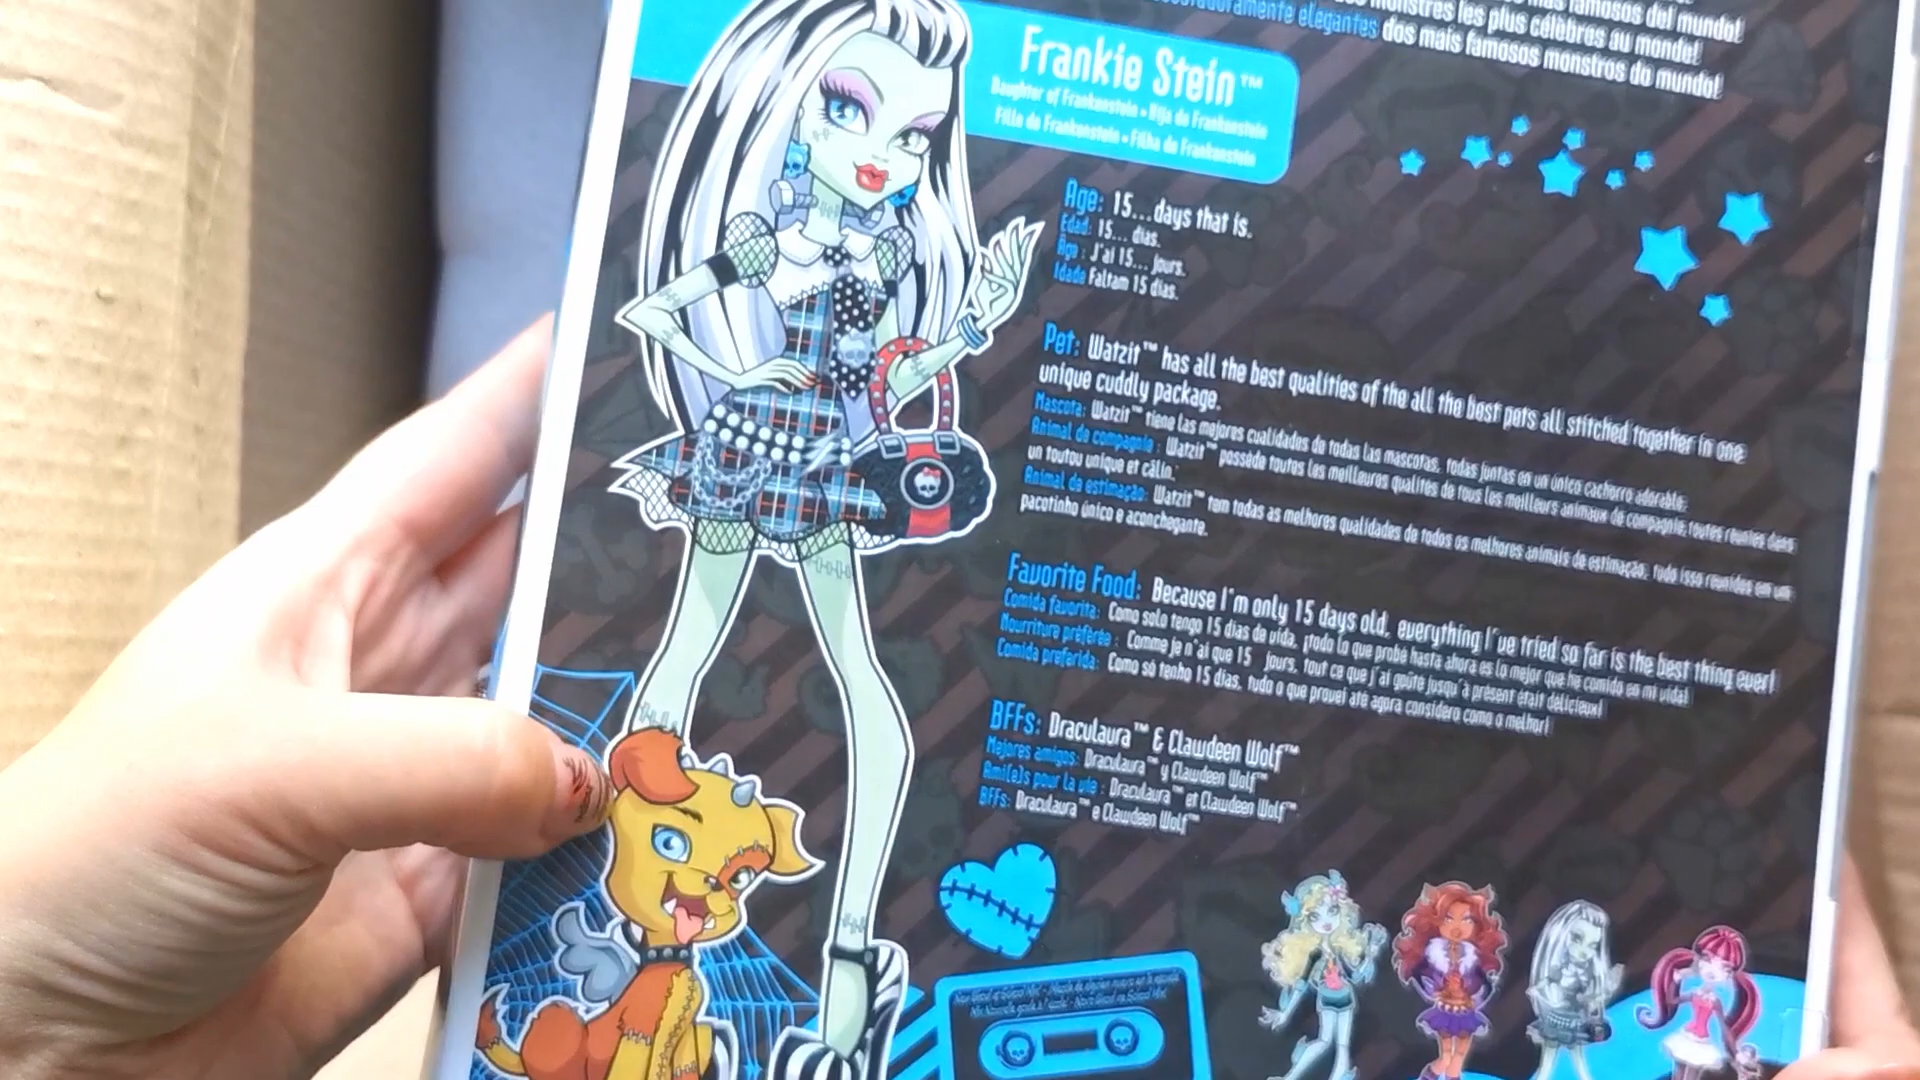 más famosos del mundo!
monstres les plus célèbres au monde!
elegantes dos mais famosos monstros do mundo!
Frankie Stein™
Daughter of Frankenstein • Hija de Frankenstein
Fille de Frankenstein • Filha do Frankenstein
Age: 15...days that is.
Edad: 15... días.
Âge : J'ai 15... jours.
Idade Faltam 15 dias.
Pet: Watzit™ has all the best qualities of the all the best pets all stitched together in one
unique cuddly package.
Mascota: Watzit™ tiene las mejores cualidades de todas las mascotas, todas juntas en un único cachorro adorable.
Animal de compagnie : Watzit™ possède toutes les meilleures qualités de tous les meilleurs animaux de compagnie, toutes réunies dans
un toutou unique et câlin.
Animal de estimação: Watzit™ tem todas as melhores qualidades de todos os melhores animais de estimação, tudo isso reunidos em um
pacotinho único e aconchegante.
Favorite Food: Because I'm only 15 days old, everything I've tried so far is the best thing ever!
Comida favorita: Como solo tengo 15 días de vida, ¡todo lo que probé hasta ahora es lo mejor que he comido en mi vida!
Nourriture préférée : Comme je n'ai que 15 jours, tout ce que j'ai goûté jusqu'à présent était délicieux!
Comida preferida: Como só tenho 15 dias, tudo o que provei até agora considero como o melhor!
BFFs: Draculaura™ & Clawdeen Wolf™
Mejores amigas: Draculaura™ y Clawdeen Wolf™
Ami(e)s pour la vie : Draculaura™ et Clawdeen Wolf™
BFFs: Draculaura™ e Clawdeen Wolf™